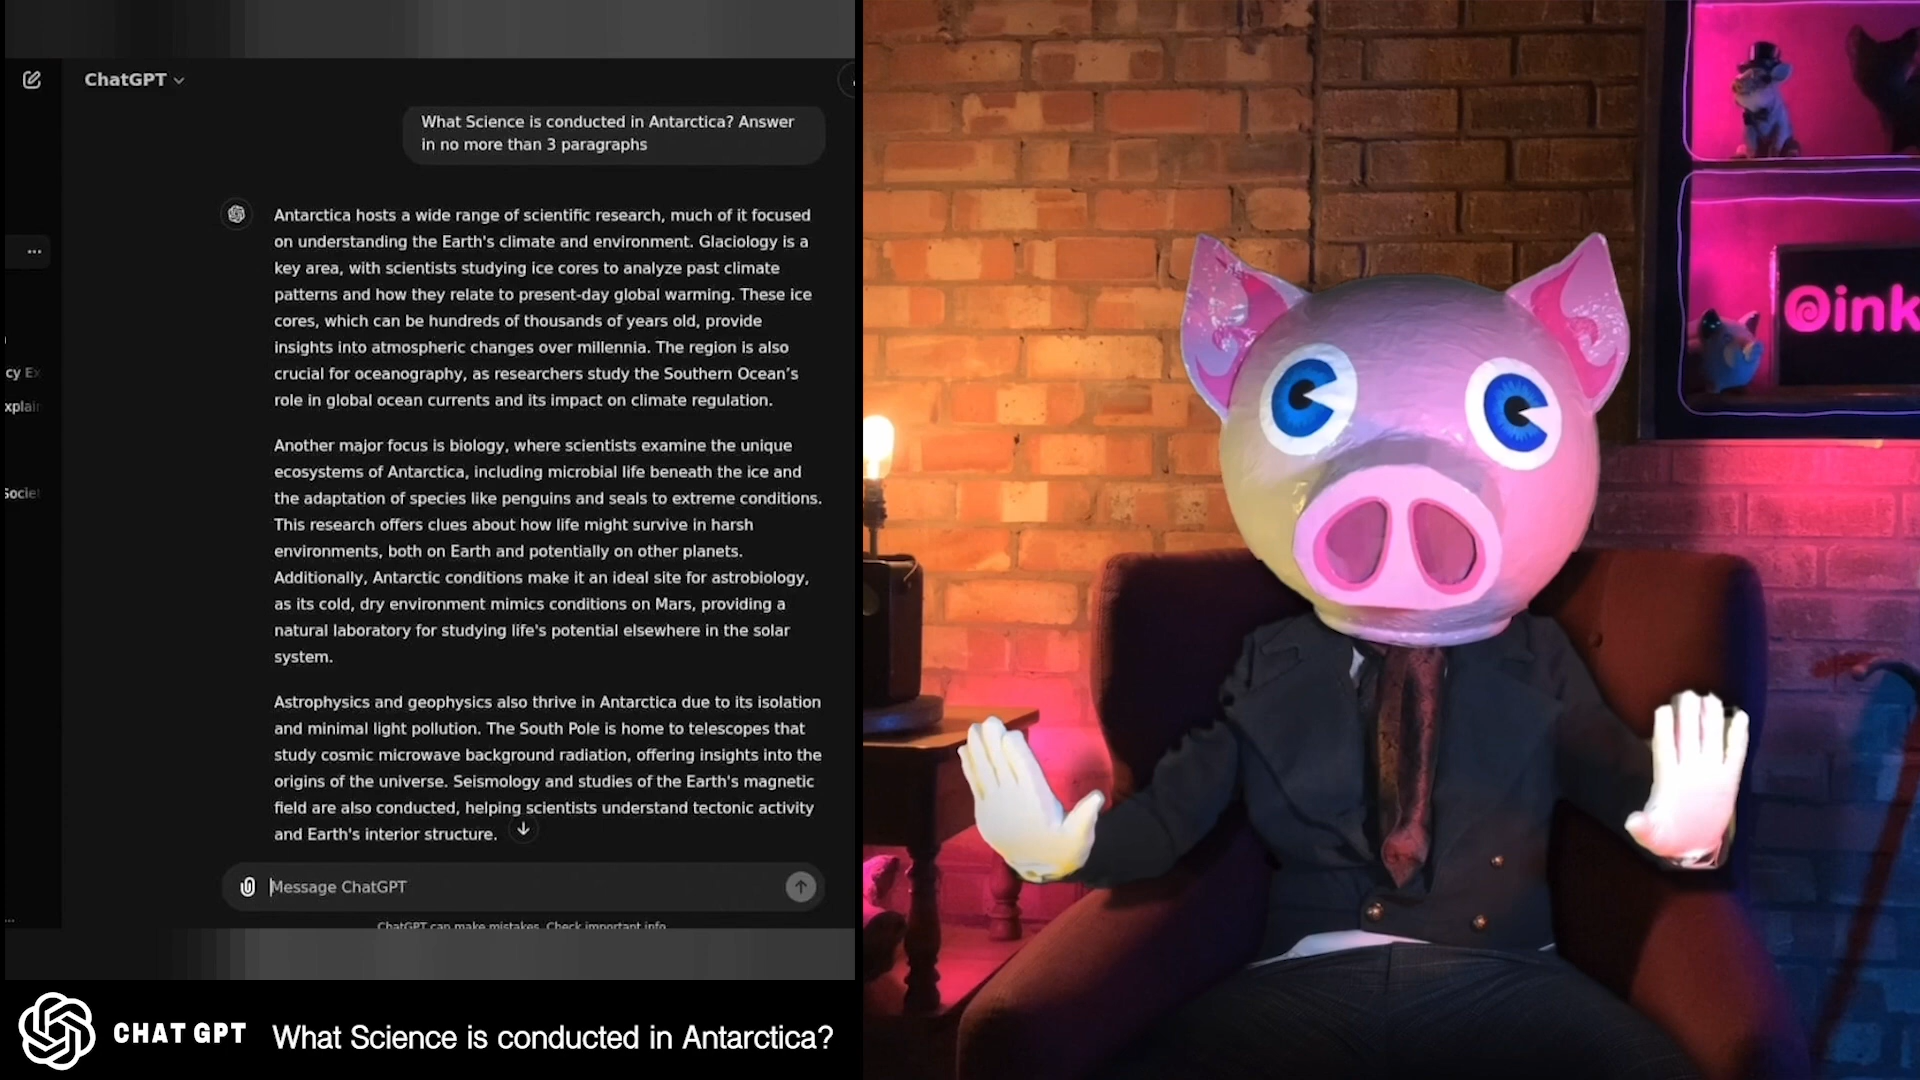 ChatGPT
What Science is conducted in Antarctica? Answer
in no more than 3 paragraphs
Antarctica hosts a wide range of scientific research, much of it focused
on understanding the Earth's climate and environment. Glaciology is a
key area, with scientists studying ice cores to analyze past climate
patterns and how they relate to present-day global warming. These ice
cores, which can be hundreds of thousands of years old, provide
insights into atmospheric changes over millennia. The region is also
crucial for oceanography, as researchers study the Southern Ocean’s
role in global ocean currents and its impact on climate regulation.
Another major focus is biology, where scientists examine the unique
ecosystems of Antarctica, including microbial life beneath the ice and
the adaptation of species like penguins and seals to extreme conditions.
This research offers clues about how life might survive in harsh
environments, both on Earth and potentially on other planets.
Additionally, Antarctic conditions make it an ideal site for astrobiology,
as its cold, dry environment mimics conditions on Mars, providing a
natural laboratory for studying life's potential elsewhere in the solar
system.
Astrophysics and geophysics also thrive in Antarctica due to its isolation
and minimal light pollution. The South Pole is home to telescopes that
study cosmic microwave background radiation, offering insights into the
origins of the universe. Seismology and studies of the Earth's magnetic
field are also conducted, helping scientists understand tectonic activity
and Earth's interior structure.
Message ChatGPT
ChatGPT can make mistakes. Check important info.
CHAT GPT What Science is conducted in Antarctica?
Oink